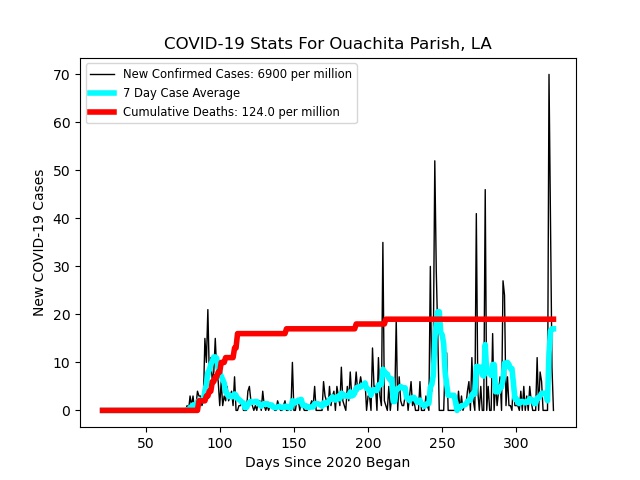 COVID-19 Stats For Ouachita Parish, LA
New Confirmed Cases: 6900 per million
7 Day Case Average
Cumulative Deaths: 124.0 per million
New COVID-19 Cases
70
60
50
40
30
20
10
0
50 100 150 200 250 300
Days Since 2020 Began